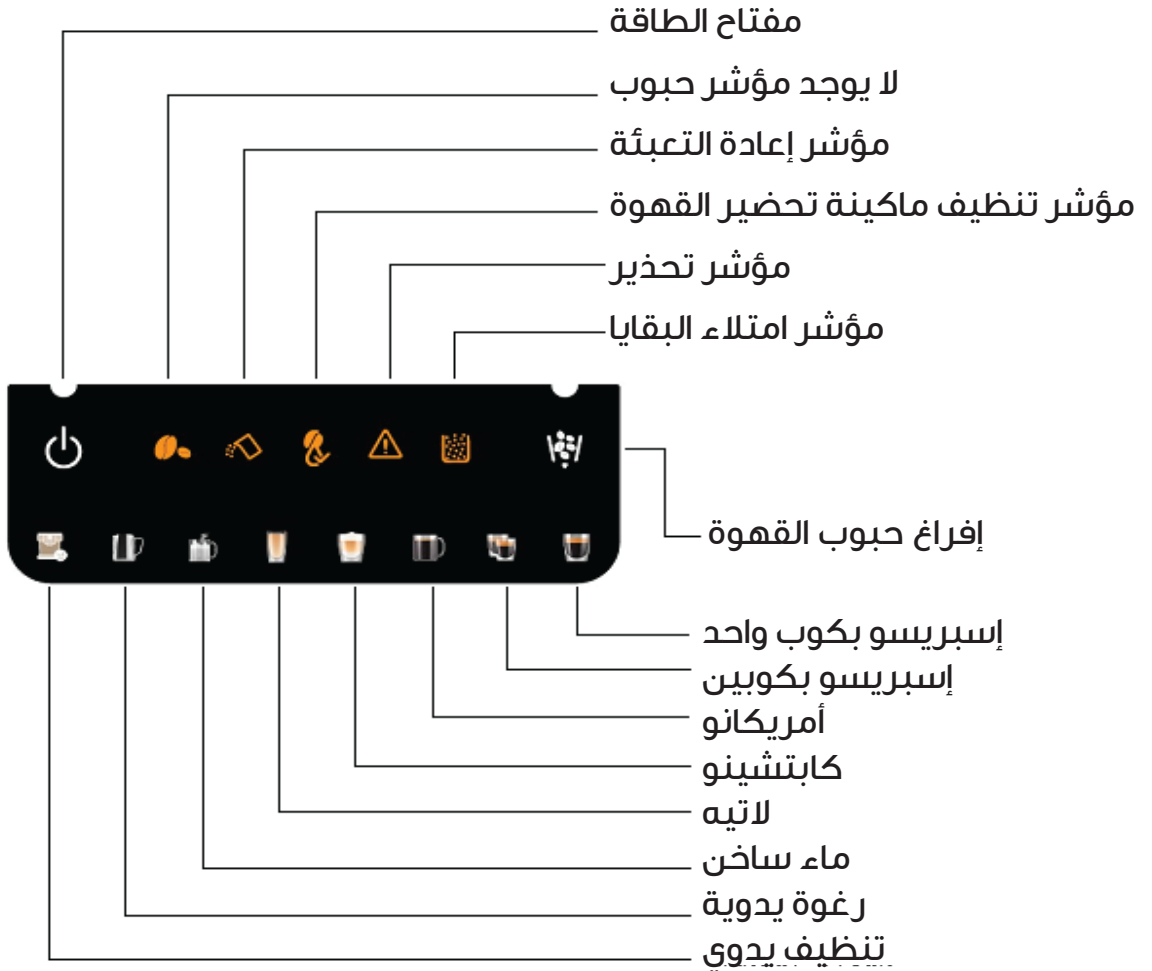 مفتاح الطاقة
لا يوجد مؤشر حبوب
مؤشر إعادة التعبئة
مؤشر تنظيف ماكينة تحضير القهوة
مؤشر تحذير
مؤشر امتلاء البقايا
إفراغ حبوب القهوة
إسبريسو بكوب واحد
إسبريسو بكوبين
أمريكانو
كابتشينو
لاتيه
ماء ساخن
رغوة يدوية
تنظيف يدوي